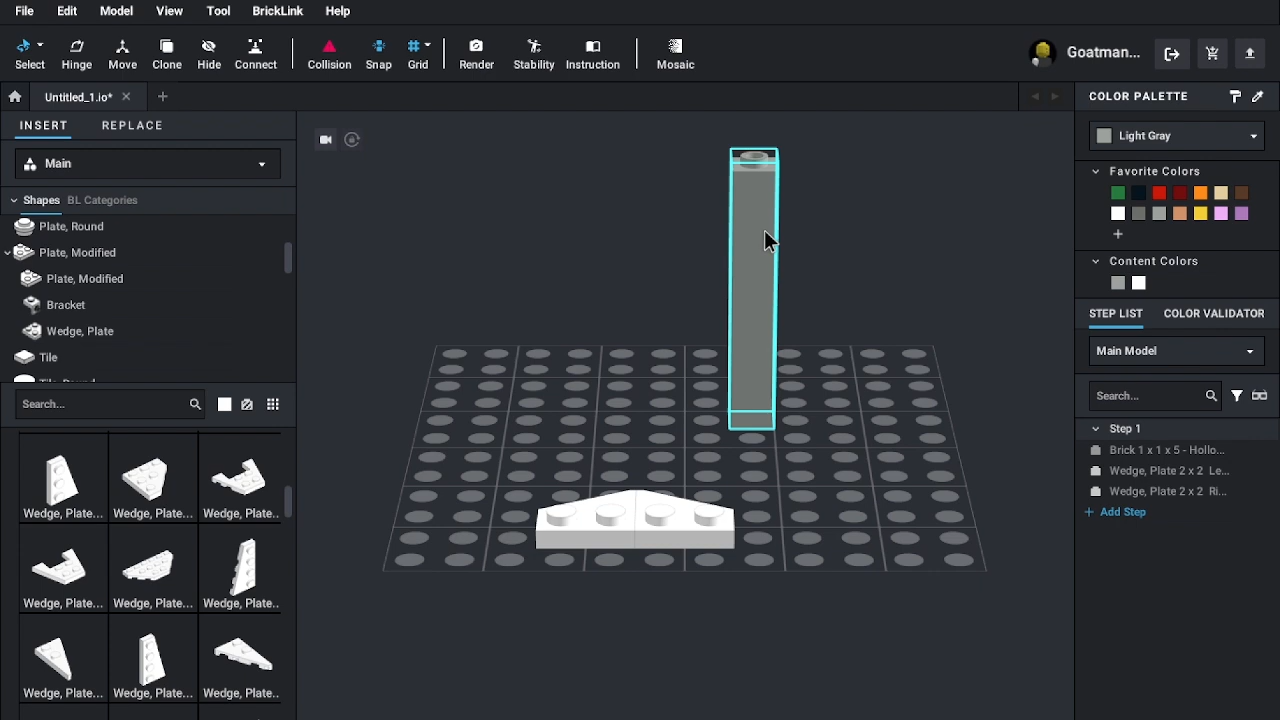 File Edit Model View Tool BrickLink Help
Select Hinge Move Clone Hide Connect Collision Snap Grid Render Stability Instruction Mosaic Goatman...
Untitled_1.io*
INSERT REPLACE
Main
Shapes BL Categories
Plate, Round
Plate, Modified
Plate, Modified
Bracket
Wedge, Plate
Tile
Search...
Wedge, Plate... Wedge, Plate... Wedge, Plate...
Wedge, Plate... Wedge, Plate... Wedge, Plate..
Wedge, Plate... Wedge, Plate... Wedge, Plate..
COLOR PALETTE
Light Gray
Favorite Colors
Content Colors
STEP LIST COLOR VALIDATOR
Main Model
Search...
Step 1
Brick 1 x 1 x 5 - Hollo...
Wedge, Plate 2 x 2 Le...
Wedge, Plate 2 x 2 Ri...
Add Step